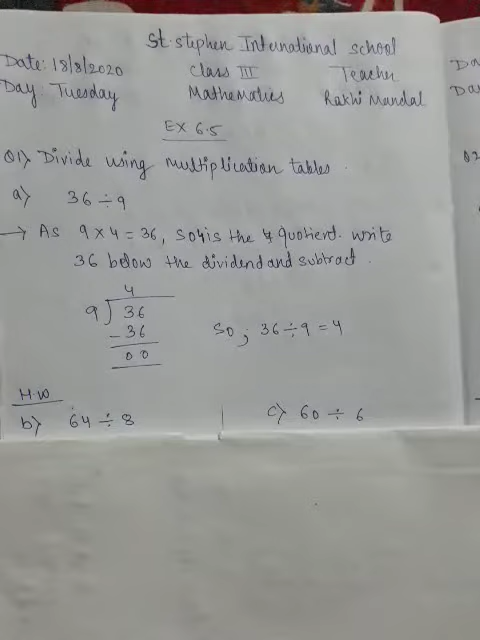 St. stephen International school
Date: 18/8/2020 Class III Teacher
Day: Tuesday Mathematics Rakhi Mandal
EX 6.5
Q1) Divide using multiplication tables.
a) 36 ÷ 9
→ As 9 x 4 = 36, so 4 is the quotient. write
36 below the dividend and subtract.
4
9 ) 36
- 36
00
So, 36 ÷ 9 = 4
H.W
b) 64 ÷ 8 c) 60 ÷ 6
Da
Da